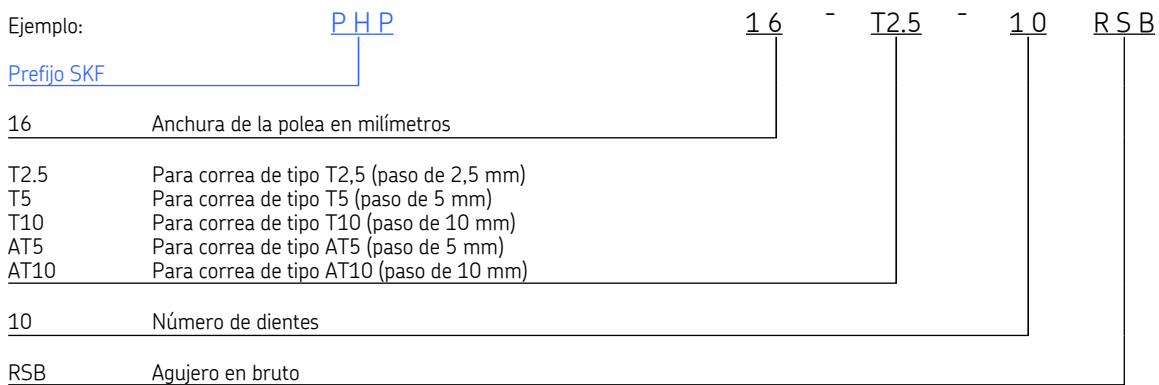 Ejemplo: PHP 16 - T2.5 - 10 RSB
Prefijo SKF
16 Anchura de la polea en milímetros
T2.5 Para correa de tipo T2,5 (paso de 2,5 mm)
T5 Para correa de tipo T5 (paso de 5 mm)
T10 Para correa de tipo T10 (paso de 10 mm)
AT5 Para correa de tipo AT5 (paso de 5 mm)
AT10 Para correa de tipo AT10 (paso de 10 mm)
10 Número de dientes
RSB Agujero en bruto